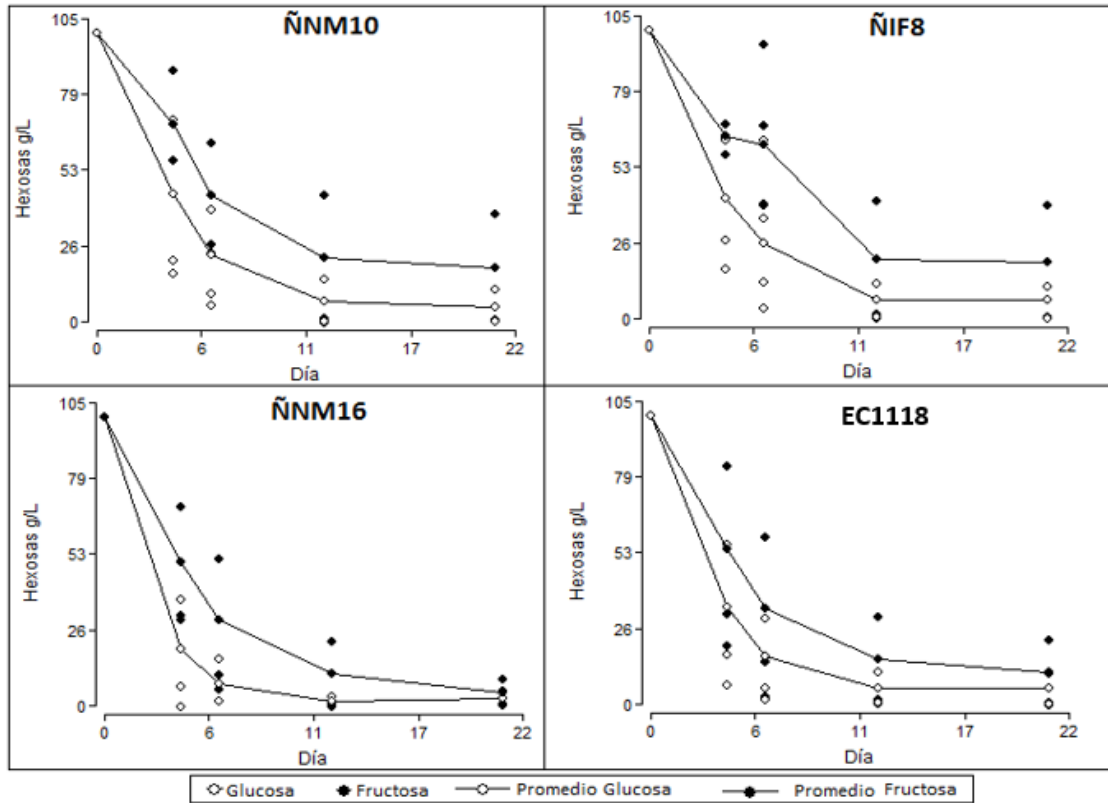 ÑNM10
105
79
53
26
0
Hexosas g/L
0 6 11 17 22
Día
ÑIF8
105
79
53
26
0
Hexosas g/L
0 6 11 17 22
Día
ÑNM16
105
79
53
26
0
Hexosas g/L
0 6 11 17 22
Día
EC1118
105
79
53
26
0
Hexosas g/L
0 6 11 17 22
Día
Glucosa Fructosa Promedio Glucosa Promedio Fructosa